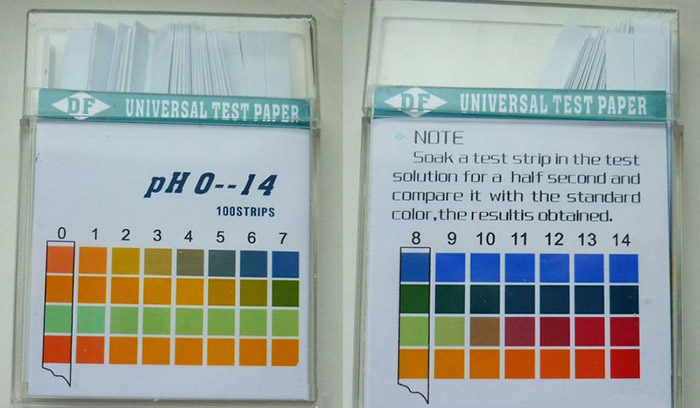 DF UNIVERSAL TEST PAPER
pH 0--14
100STRIPS
0 1 2 3 4 5 6 7
DF UNIVERSAL TEST PAPER
NOTE
Soak a test strip in the test
solution for a half second and
compare it with the standard
color,the resultis obtained.
8 9 10 11 12 13 14